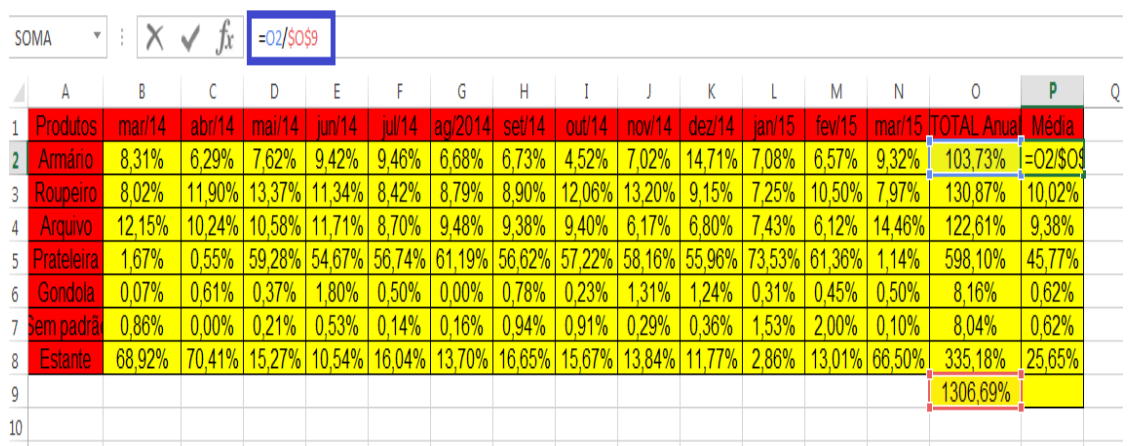 SOMA fx =O2/$O$9
A B C D E F G H I J K L M N O P Q
1 Produtos mar/14 abr/14 mai/14 jun/14 jul/14 ag/2014 set/14 out/14 nov/14 dez/14 jan/15 fev/15 mar/15 TOTAL Anual Média
2 Armário 8,31% 6,29% 7,62% 9,42% 9,46% 6,68% 6,73% 4,52% 7,02% 14,71% 7,08% 6,57% 9,32% 103,73% =O2/$O$
3 Roupeiro 8,02% 11,90% 13,37% 11,34% 8,42% 8,79% 8,90% 12,06% 13,20% 9,15% 7,25% 10,50% 7,97% 130,87% 10,02%
4 Arquivo 12,15% 10,24% 10,58% 11,71% 8,70% 9,48% 9,38% 9,40% 6,17% 6,80% 7,43% 6,12% 14,46% 122,61% 9,38%
5 Prateleira 1,67% 0,55% 59,28% 54,67% 56,74% 61,19% 56,62% 57,22% 58,16% 55,96% 73,53% 61,36% 1,14% 598,10% 45,77%
6 Gondola 0,07% 0,61% 0,37% 1,80% 0,50% 0,00% 0,78% 0,23% 1,31% 1,24% 0,31% 0,45% 0,50% 8,16% 0,62%
7 Sem padrão 0,86% 0,00% 0,21% 0,53% 0,14% 0,16% 0,94% 0,91% 0,29% 0,36% 1,53% 2,00% 0,10% 8,04% 0,62%
8 Estante 68,92% 70,41% 15,27% 10,54% 16,04% 13,70% 16,65% 15,67% 13,84% 11,77% 2,86% 13,01% 66,50% 335,18% 25,65%
9 1306,69%
10